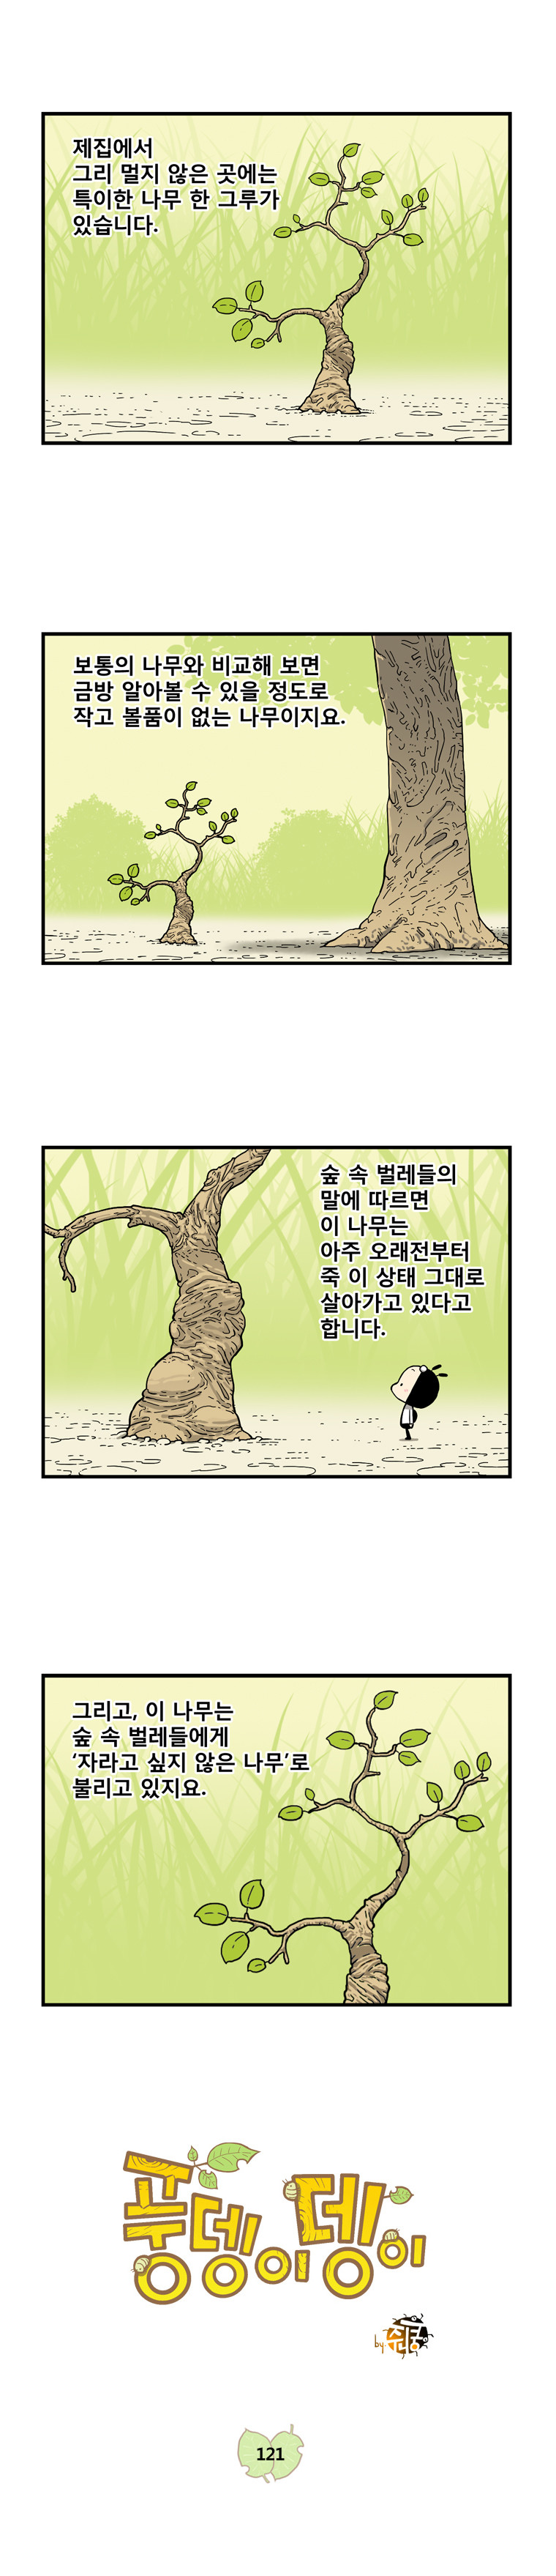 제집에서
그리 멀지 않은 곳에는
특이한 나무 한 그루가
있습니다.
보통의 나무와 비교해 보면
금방 알아볼 수 있을 정도로
작고 볼품이 없는 나무이지요.
숲 속 벌레들의
말에 따르면
이 나무는
아주 오래전부터
죽 이 상태 그대로
살아가고 있다고
합니다.
그리고, 이 나무는
숲 속 벌레들에게
‘자라고 싶지 않은 나무’로
불리고 있지요.
풍뎅이뎅이
by.
121